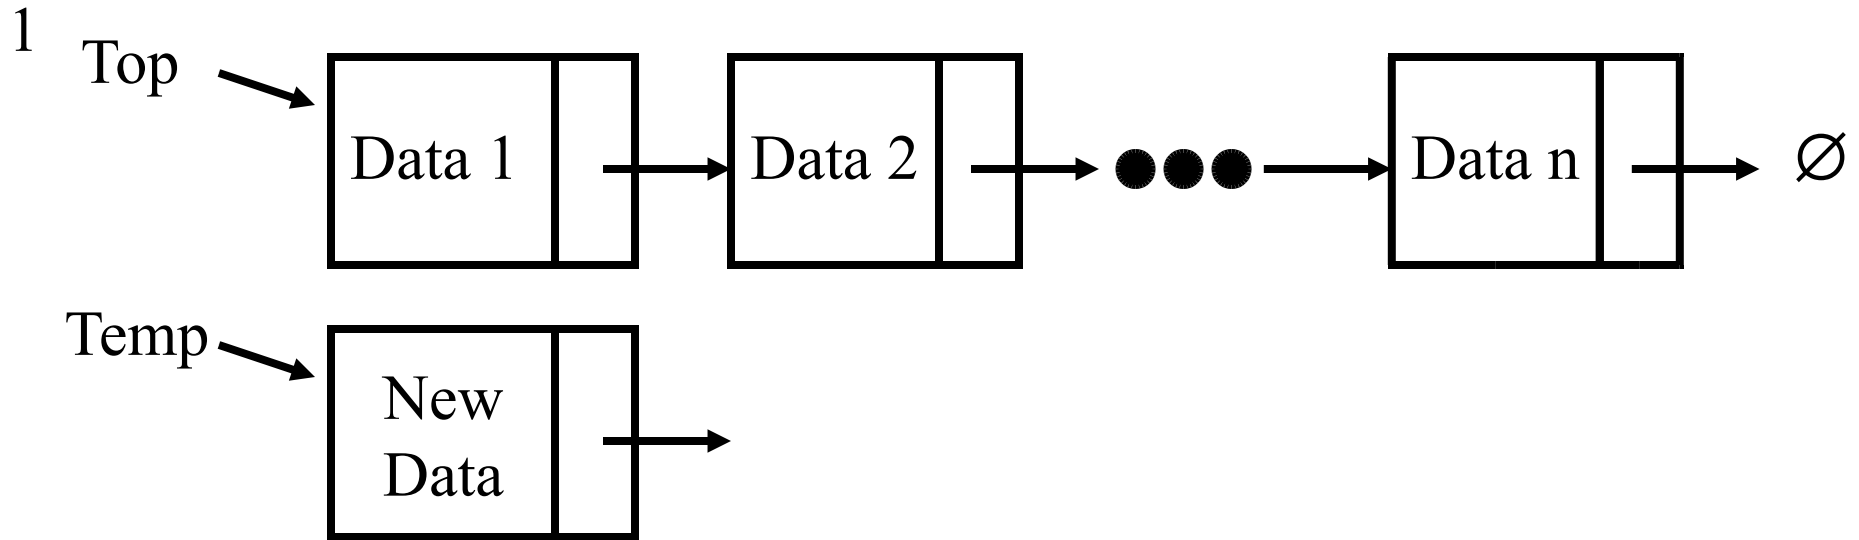 1
Top
Data 1
Data 2
Data n
∅
Temp
New
Data